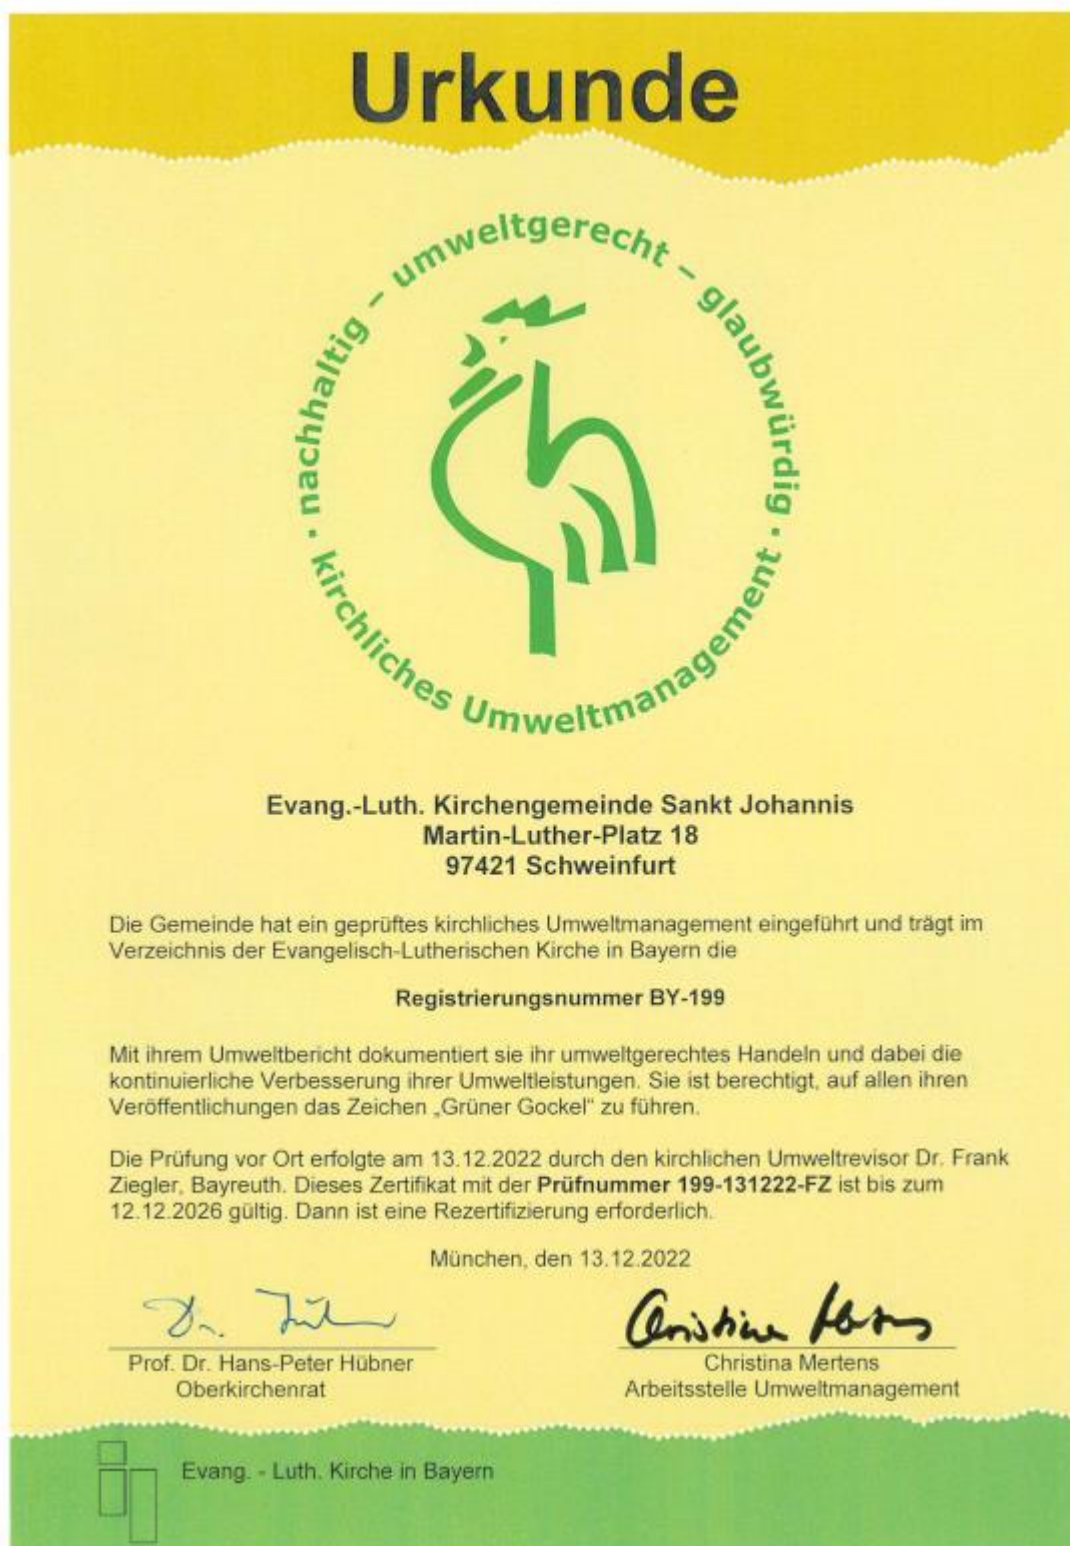 Urkunde
nachhaltig – umweltgerecht – glaubwürdig
· kirchliches Umweltmanagement ·
Evang.-Luth. Kirchengemeinde Sankt Johannis
Martin-Luther-Platz 18
97421 Schweinfurt
Die Gemeinde hat ein geprüftes kirchliches Umweltmanagement eingeführt und trägt im
Verzeichnis der Evangelisch-Lutherischen Kirche in Bayern die
Registrierungsnummer BY-199
Mit ihrem Umweltbericht dokumentiert sie ihr umweltgerechtes Handeln und dabei die
kontinuierliche Verbesserung ihrer Umweltleistungen. Sie ist berechtigt, auf allen ihren
Veröffentlichungen das Zeichen „Grüner Gockel“ zu führen.
Die Prüfung vor Ort erfolgte am 13.12.2022 durch den kirchlichen Umweltrevisor Dr. Frank
Ziegler, Bayreuth. Dieses Zertifikat mit der Prüfnummer 199-131222-FZ ist bis zum
12.12.2026 gültig. Dann ist eine Rezertifizierung erforderlich.
München, den 13.12.2022
Dr.
Christina
Prof. Dr. Hans-Peter Hübner
Christina Mertens
Oberkirchenrat
Arbeitsstelle Umweltmanagement
Evang. - Luth. Kirche in Bayern